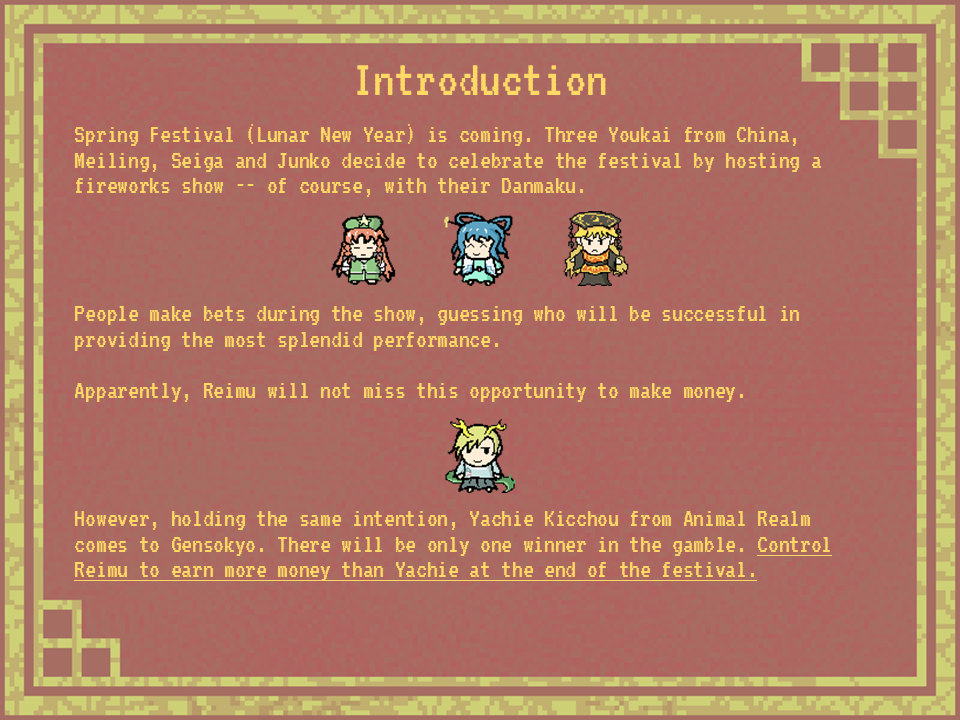 Introduction
Spring Festival (Lunar New Year) is coming. Three Youkai from China,
Meiling, Seiga and Junko decide to celebrate the festival by hosting a
fireworks show -- of course, with their Danmaku.
People make bets during the show, guessing who will be successful in
providing the most splendid performance.
Apparently, Reimu will not miss this opportunity to make money.
However, holding the same intention, Yachie Kicchou from Animal Realm
comes to Gensokyo. There will be only one winner in the gamble. Control
Reimu to earn more money than Yachie at the end of the festival.